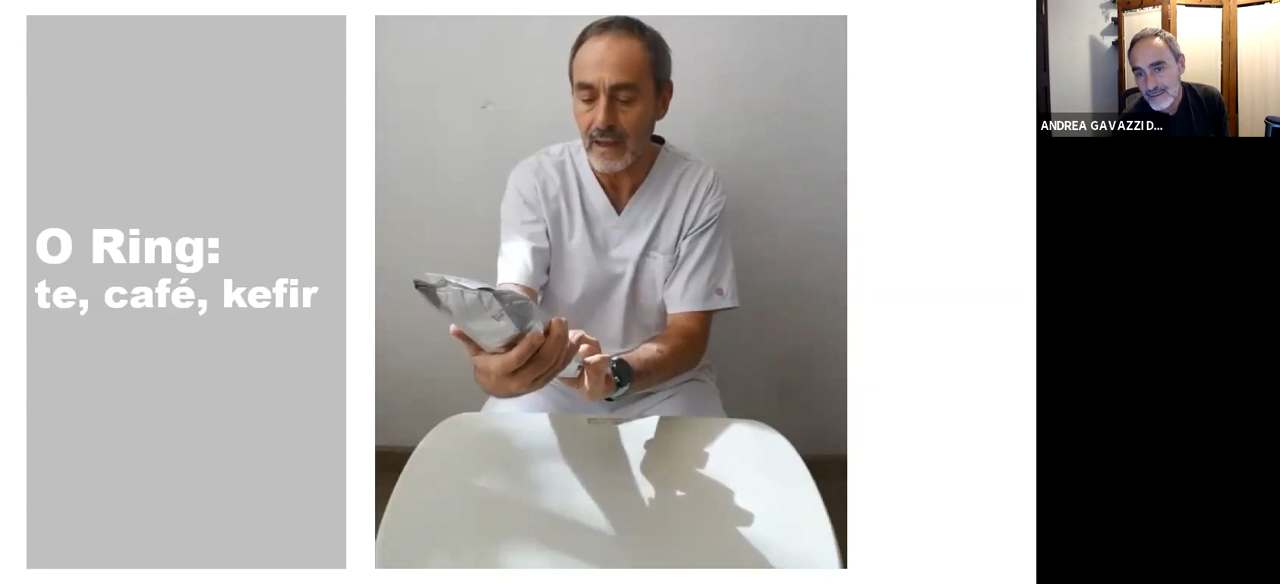 O Ring:
te, café, kefir
ANDREA GAVAZZI D...